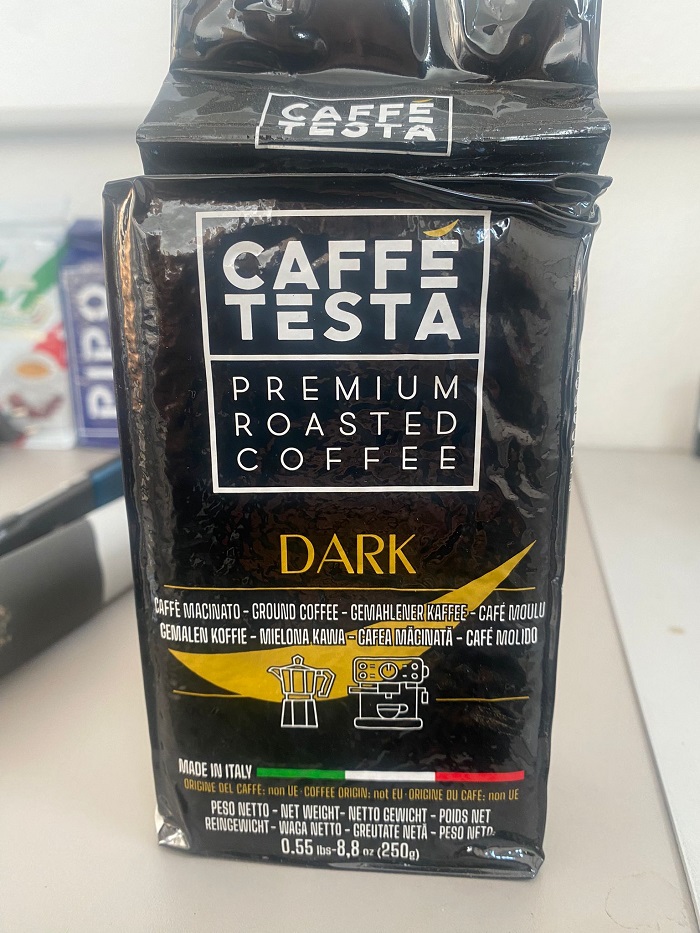 CAFFÈ
TESTA
CAFFÈ
TESTA
PREMIUM
ROASTED
COFFEE
DARK
CAFFÈ MACINATO - GROUND COFFEE - GEMAHLENER KAFFEE - CAFÉ MOULU
GEMALEN KOFFIE - MIELONA KAWA - CAFEA MĂCINATĂ - CAFÉ MOLIDO
MADE IN ITALY
ORIGINE DEL CAFFÈ: non UE - COFFEE ORIGIN: not EU - ORIGINE DU CAFÉ: non UE
PESO NETTO - NET WEIGHT - NETTO GEWICHT - POIDS NET
REINGEWICHT - WAGA NETTO - GREUTATE NETĂ - PESO NETO
0.55 lbs-8,8 oz (250g)